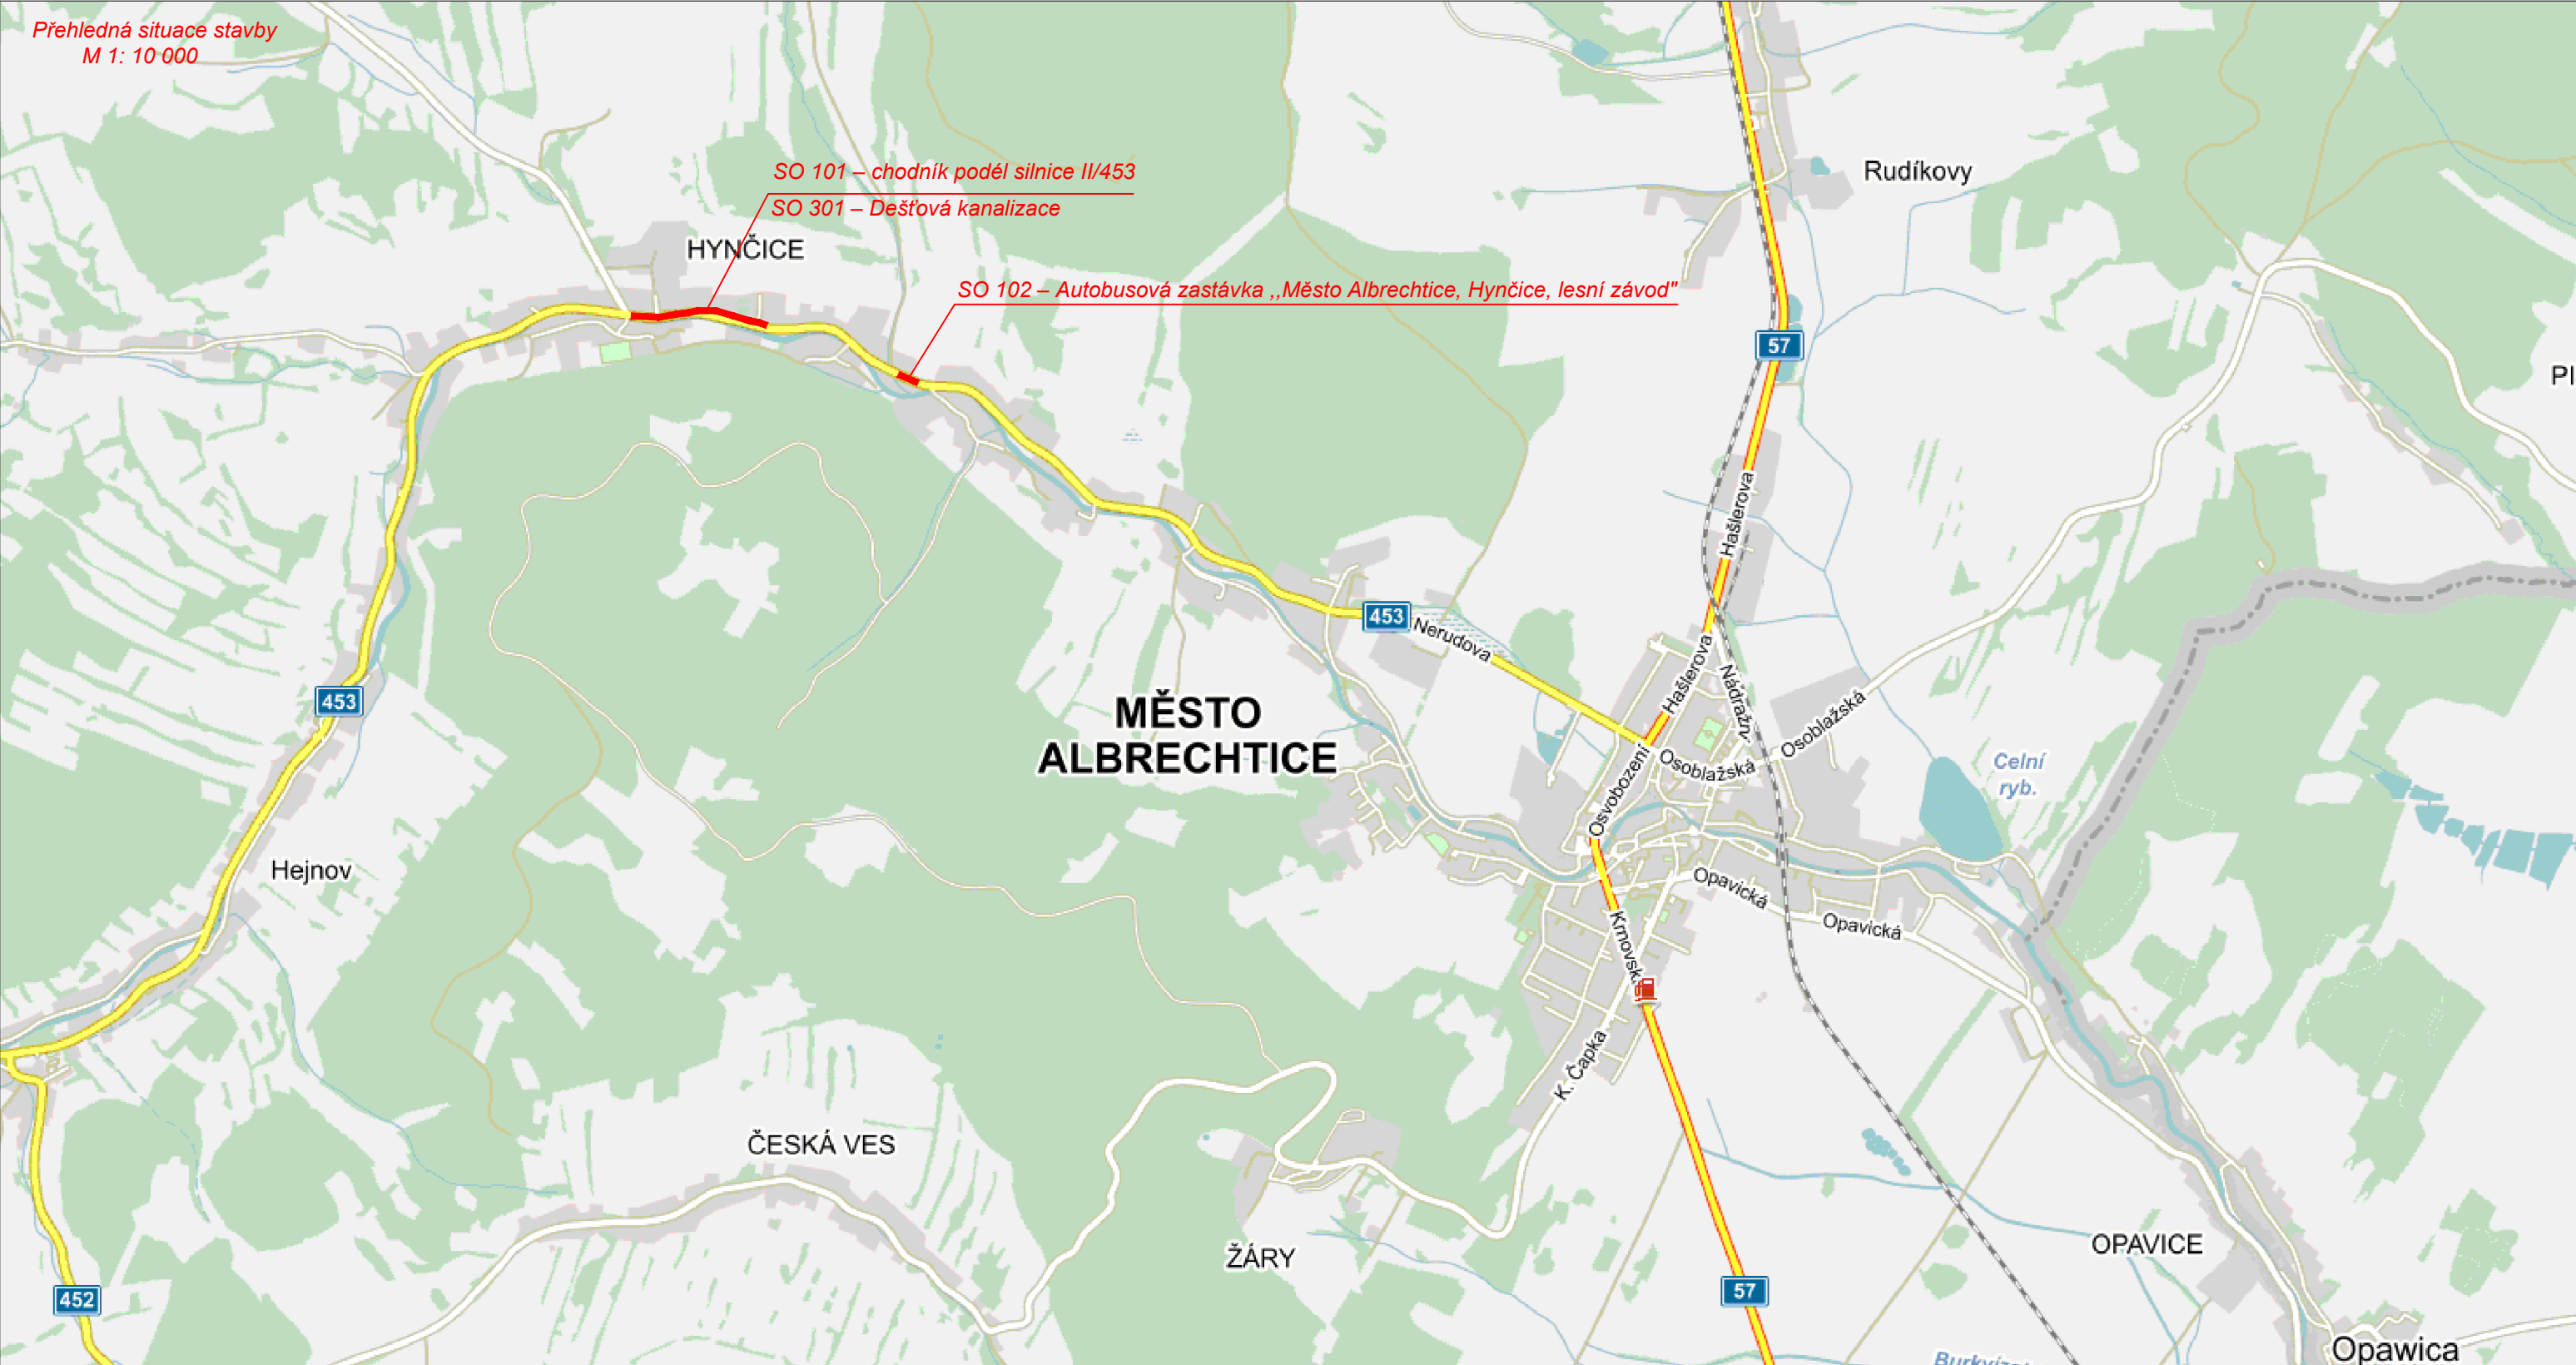 Přehledná situace stavby
M 1: 10 000
SO 101 – chodník podél silnice II/453
SO 301 – Dešťová kanalizace
Rudíkovy
HYNČICE
SO 102 – Autobusová zastávka ,,Město Albrechtice, Hynčice, lesní závod"
57
Hašlerova
453
Nerudova
Hašlerova
453
Nádražní
MĚSTO
ALBRECHTICE
Osoblažská
Osoblažská
Osvobození
Celní
ryb.
Hejnov
Opavická
Opavická
Krnovská
K. Čapka
ČESKÁ VES
ŽÁRY
OPAVICE
452
57
Opawica